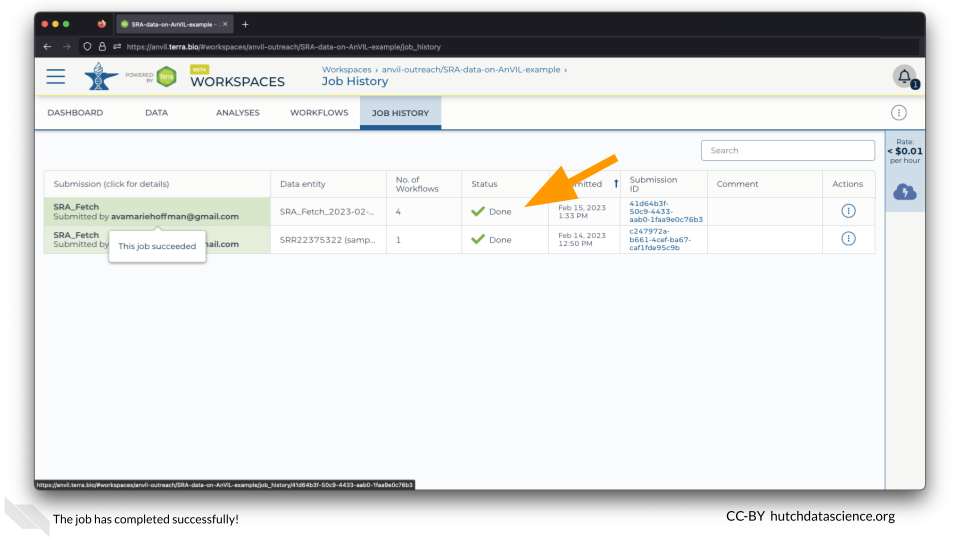 SRA-data-on-AnVIL-example - 
https://anvil.terra.bio/#workspaces/anvil-outreach/SRA-data-on-AnVIL-example/job_history
POWERED BY Terra
BETA
WORKSPACES
Workspaces › anvil-outreach/SRA-data-on-AnVIL-example ›
Job History
1
DASHBOARD DATA ANALYSES WORKFLOWS JOB HISTORY
Rate:
< $0.01
per hour
Search
Submission (click for details) Data entity No. of Workflows Status Submission ID Comment Actions
SRA_Fetch
Submitted by avamariehoffman@gmail.com
SRA_Fetch_2023-02-... 4 Done
Feb 15, 2023
1:33 PM
41d64b3f-
50c9-4433-
aab0-1faa9e0c76b3
SRA_Fetch
Submitted by
This job succeeded
mail.com
SRR22375322 (samp... 1 Done
Feb 14, 2023
12:50 PM
c247972a-
b661-4cef-ba67-
caf1fde95c9b
https://anvil.terra.bio/#workspaces/anvil-outreach/SRA-data-on-AnVIL-example/job_history/41d64b3f-50c9-4433-aab0-1faa9e0c76b3
The job has completed successfully!
CC-BY hutchdatascience.org